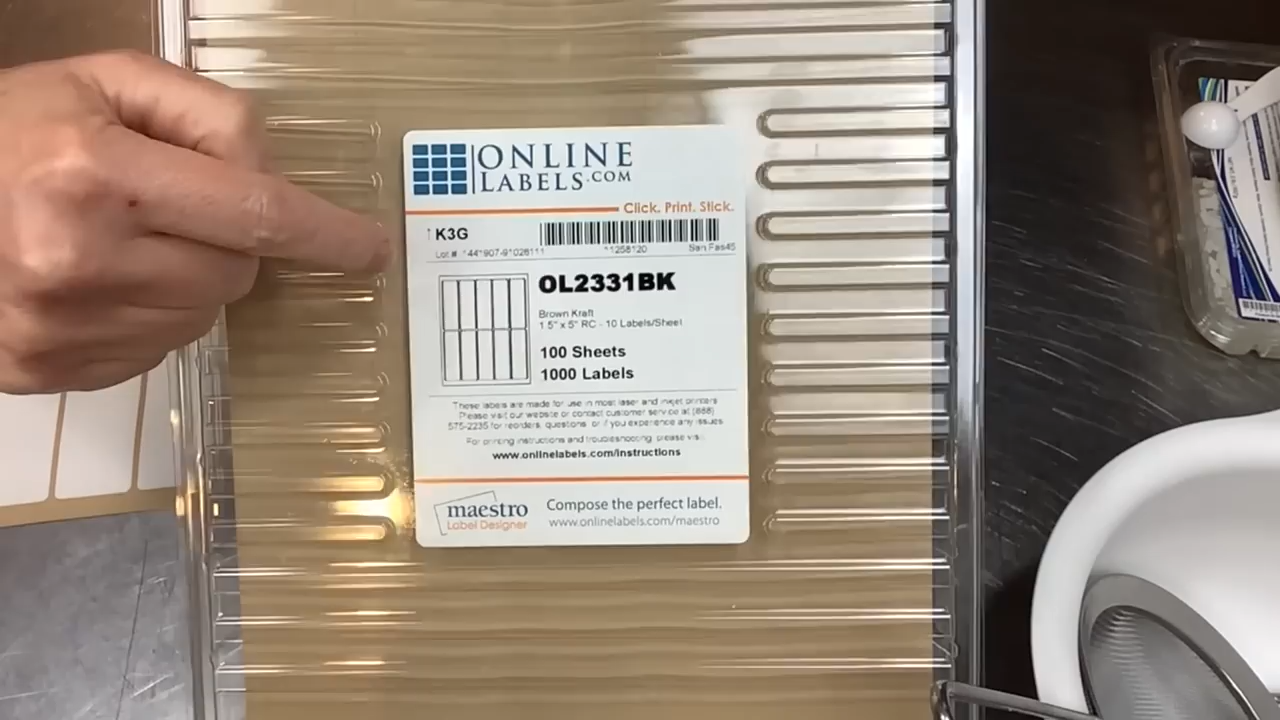 ONLINE
LABELS.COM
Click. Print. Stick.
↑ K3G
Lot #
11258120
OL2331BK
Brown Kraft
1.5" x 5" RC - 10 Labels/Sheet
100 Sheets
1000 Labels
These labels are made for use in most laser and inkjet printers
Please visit our website or contact customer service at (888)
575-2235 for reorders, questions, or if you experience any issues
For printing instructions and troubleshooting, please visit
www.onlinelabels.com/instructions
maestro
Label Designer
Compose the perfect label.
www.onlinelabels.com/maestro